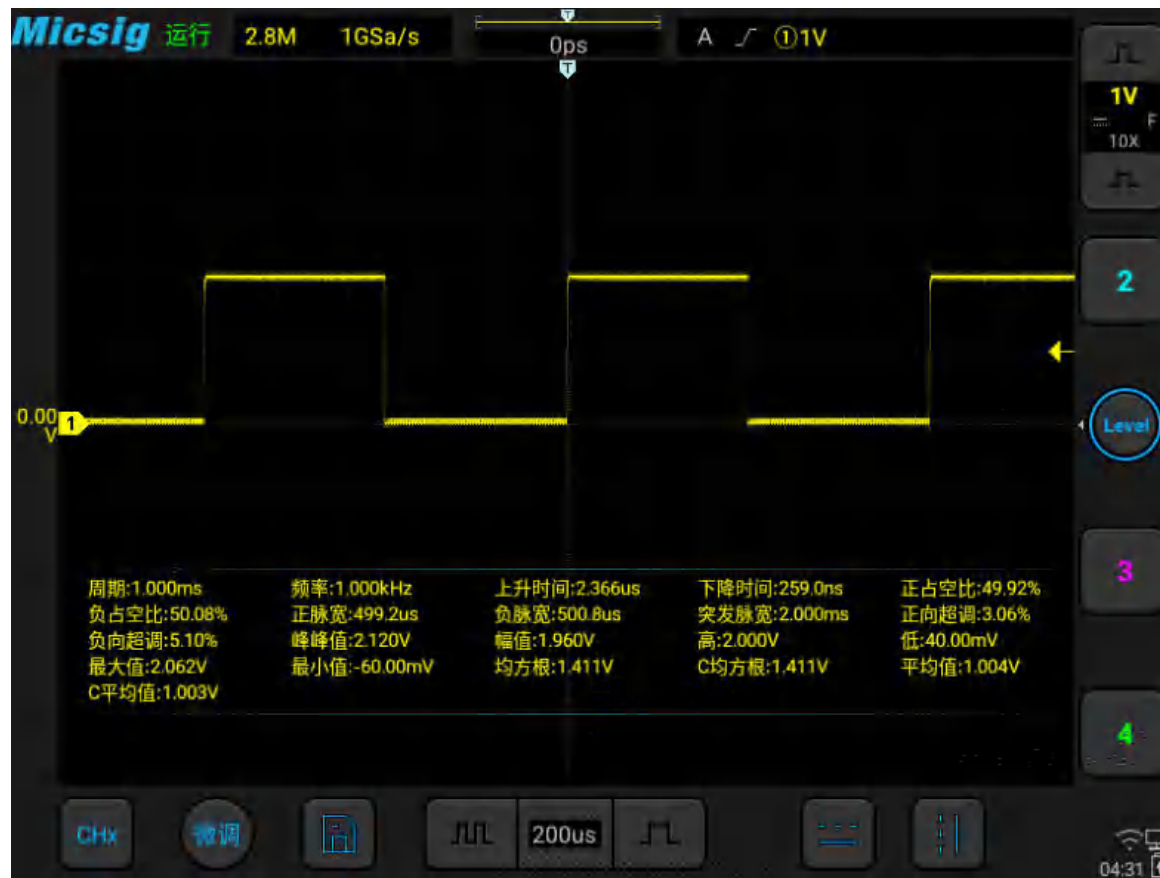 Micsig 运行 2.8M 1GSa/s T 0ps A ①1V
T
1V
F
10X
2
0.00 V 1
Level
3
周期:1.000ms 频率:1.000kHz 上升时间:2.366us 下降时间:259.0ns 正占空比:49.92%
负占空比:50.08% 正脉宽:499.2us 负脉宽:500.8us 突发脉宽:2.000ms 正向超调:3.06%
负向超调:5.10% 峰峰值:2.120V 幅值:1.960V 高:2.000V 低:40.00mV
最大值:2.062V 最小值:-60.00mV 均方根:1.411V C均方根:1.411V 平均值:1.004V
C平均值:1.003V
4
CHx 微调 200us
04:31